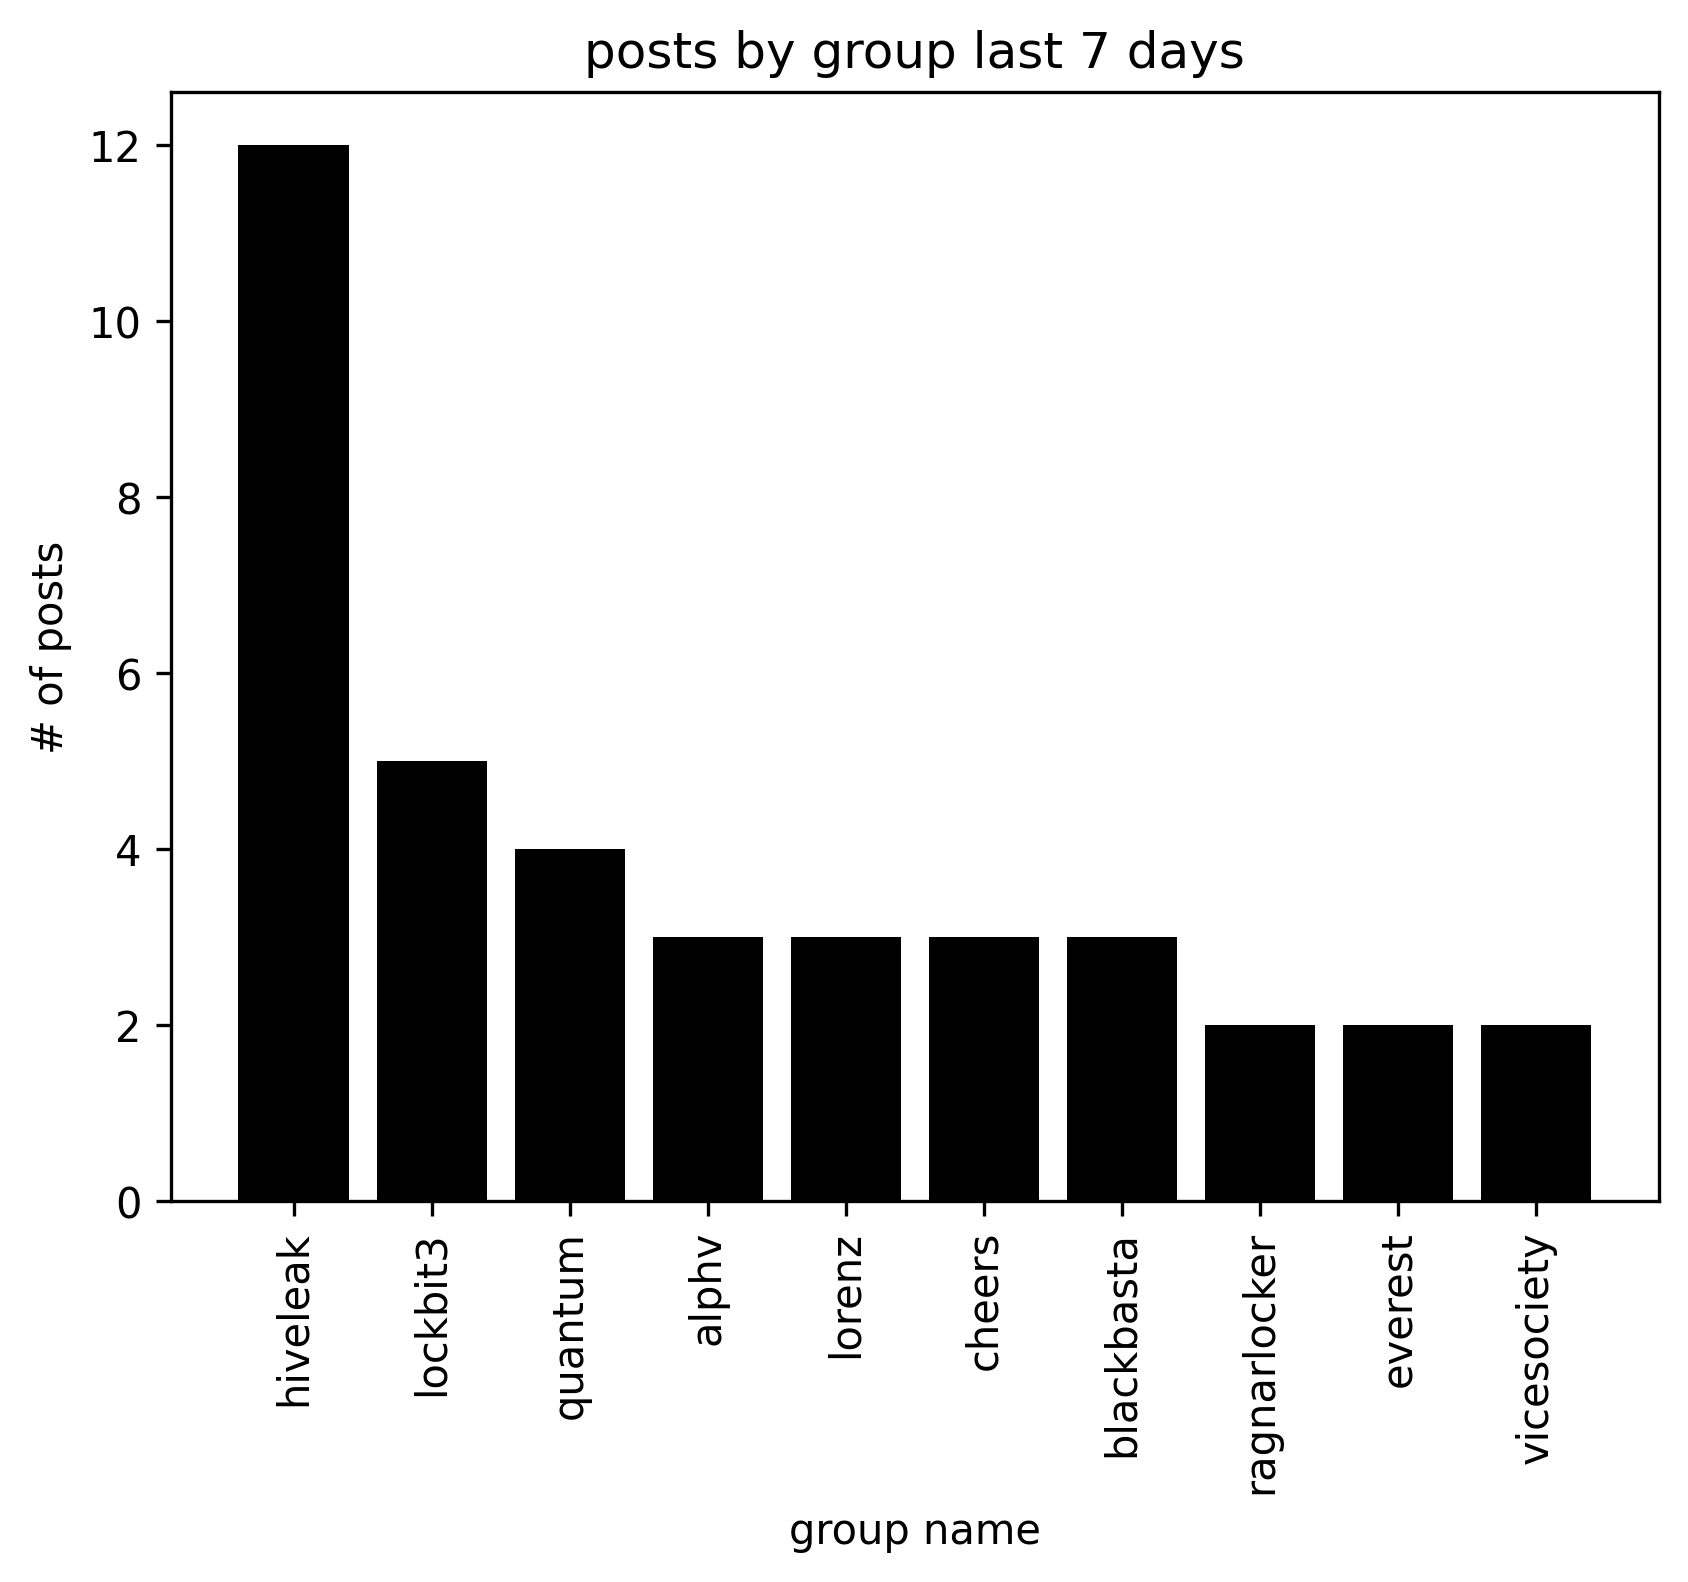 posts by group last 7 days
12
10
8
6
4
2
0
# of posts
hiveleak
lockbit3
quantum
alphv
lorenz
cheers
blackbasta
ragnarlocker
everest
vicesociety
group name